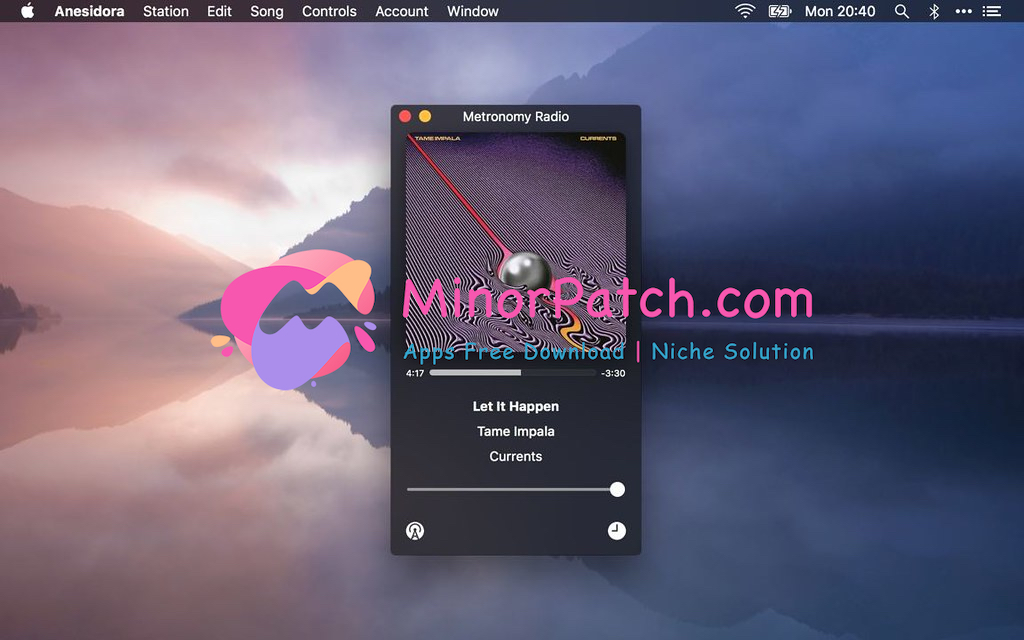 Anesidora Station Edit Song Controls Account Window Mon 20:40
Metronomy Radio
TAME IMPALA CURRENTS
MinorPatch.com
Apps Free Download | Niche Solution
4:17 -3:30
Let It Happen
Tame Impala
Currents